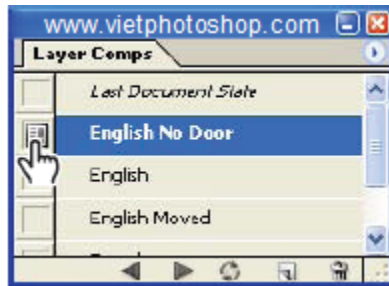 www.vietphotoshop.com
Layer Comps
Last Document State
English No Door
English
English Moved